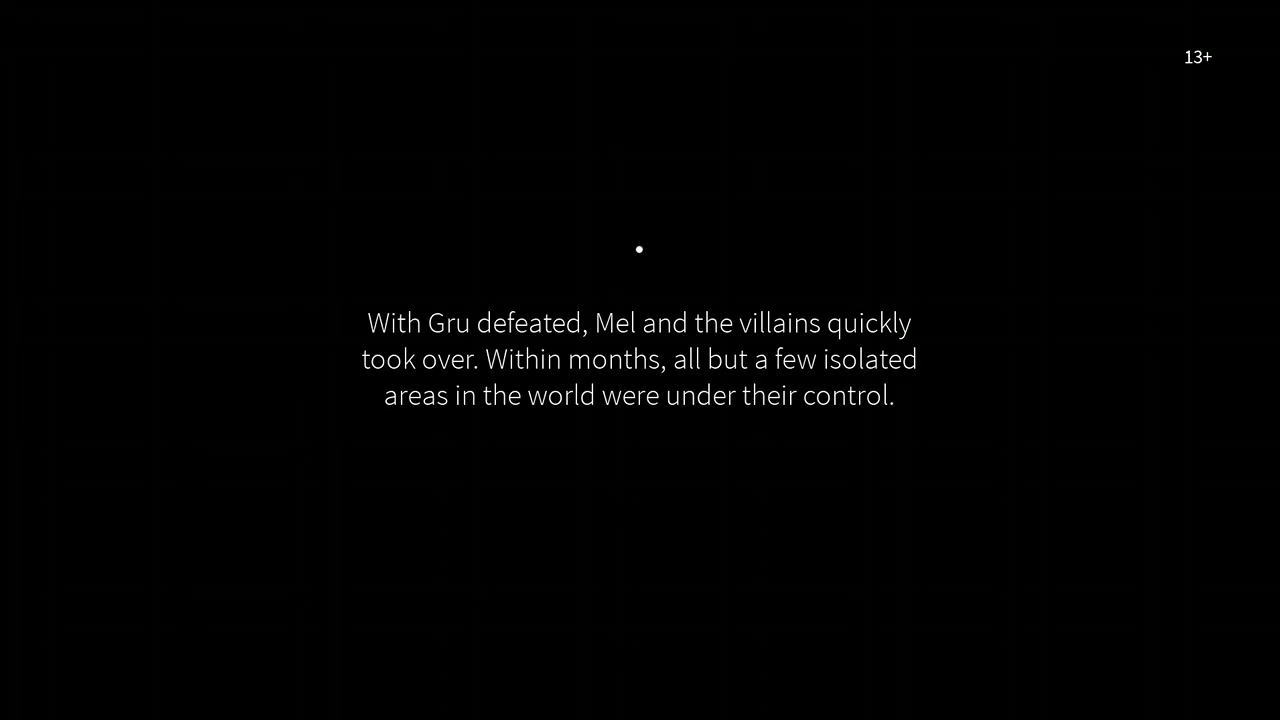 13+
With Gru defeated, Mel and the villains quickly
took over. Within months, all but a few isolated
areas in the world were under their control.